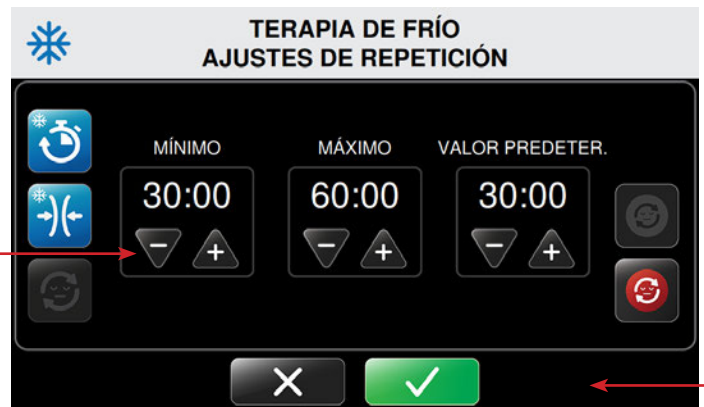 TERAPIA DE FRÍO
AJUSTES DE REPETICIÓN
MÍNIMO MÁXIMO VALOR PREDETER.
30:00 60:00 30:00